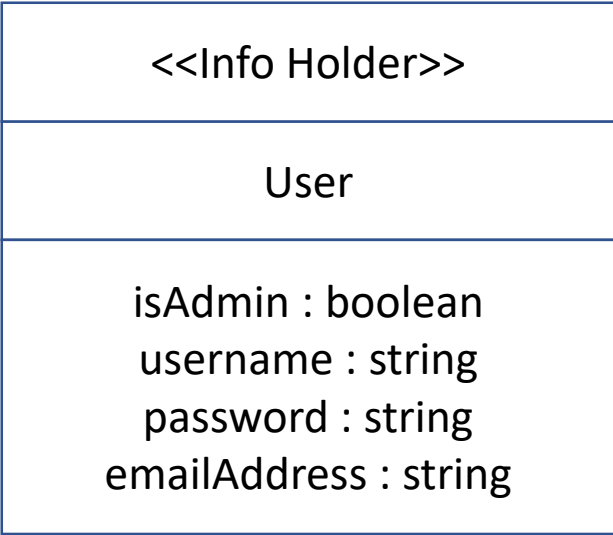 <<Info Holder>>
User
isAdmin : boolean
username : string
password : string
emailAddress : string